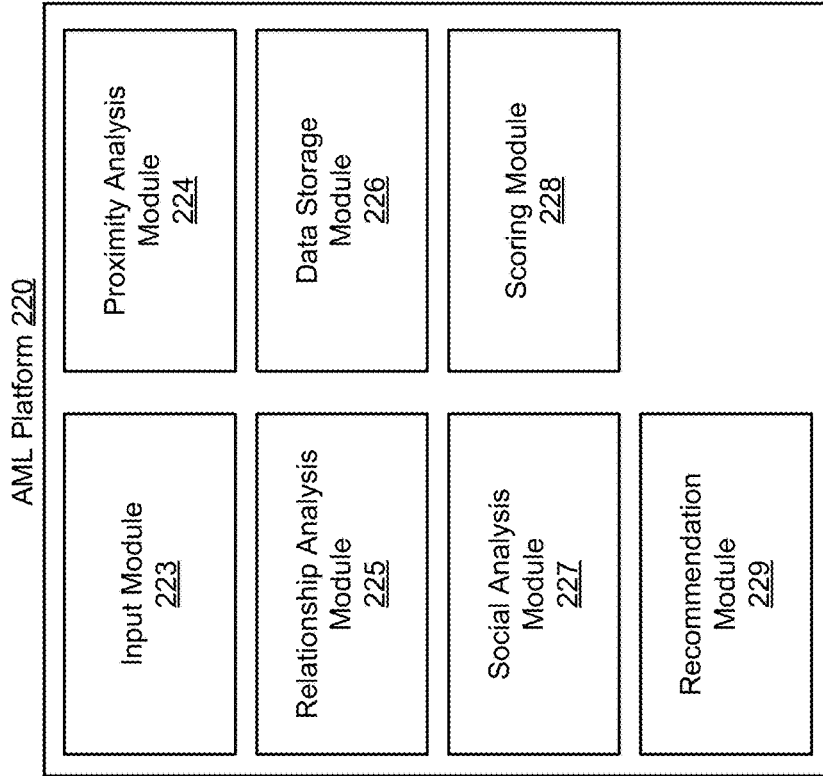 AML Platform 220
Input Module
223
Proximity Analysis
Module
224
Relationship Analysis
Module
225
Data Storage
Module
226
Social Analysis
Module
227
Scoring Module
228
Recommendation
Module
229